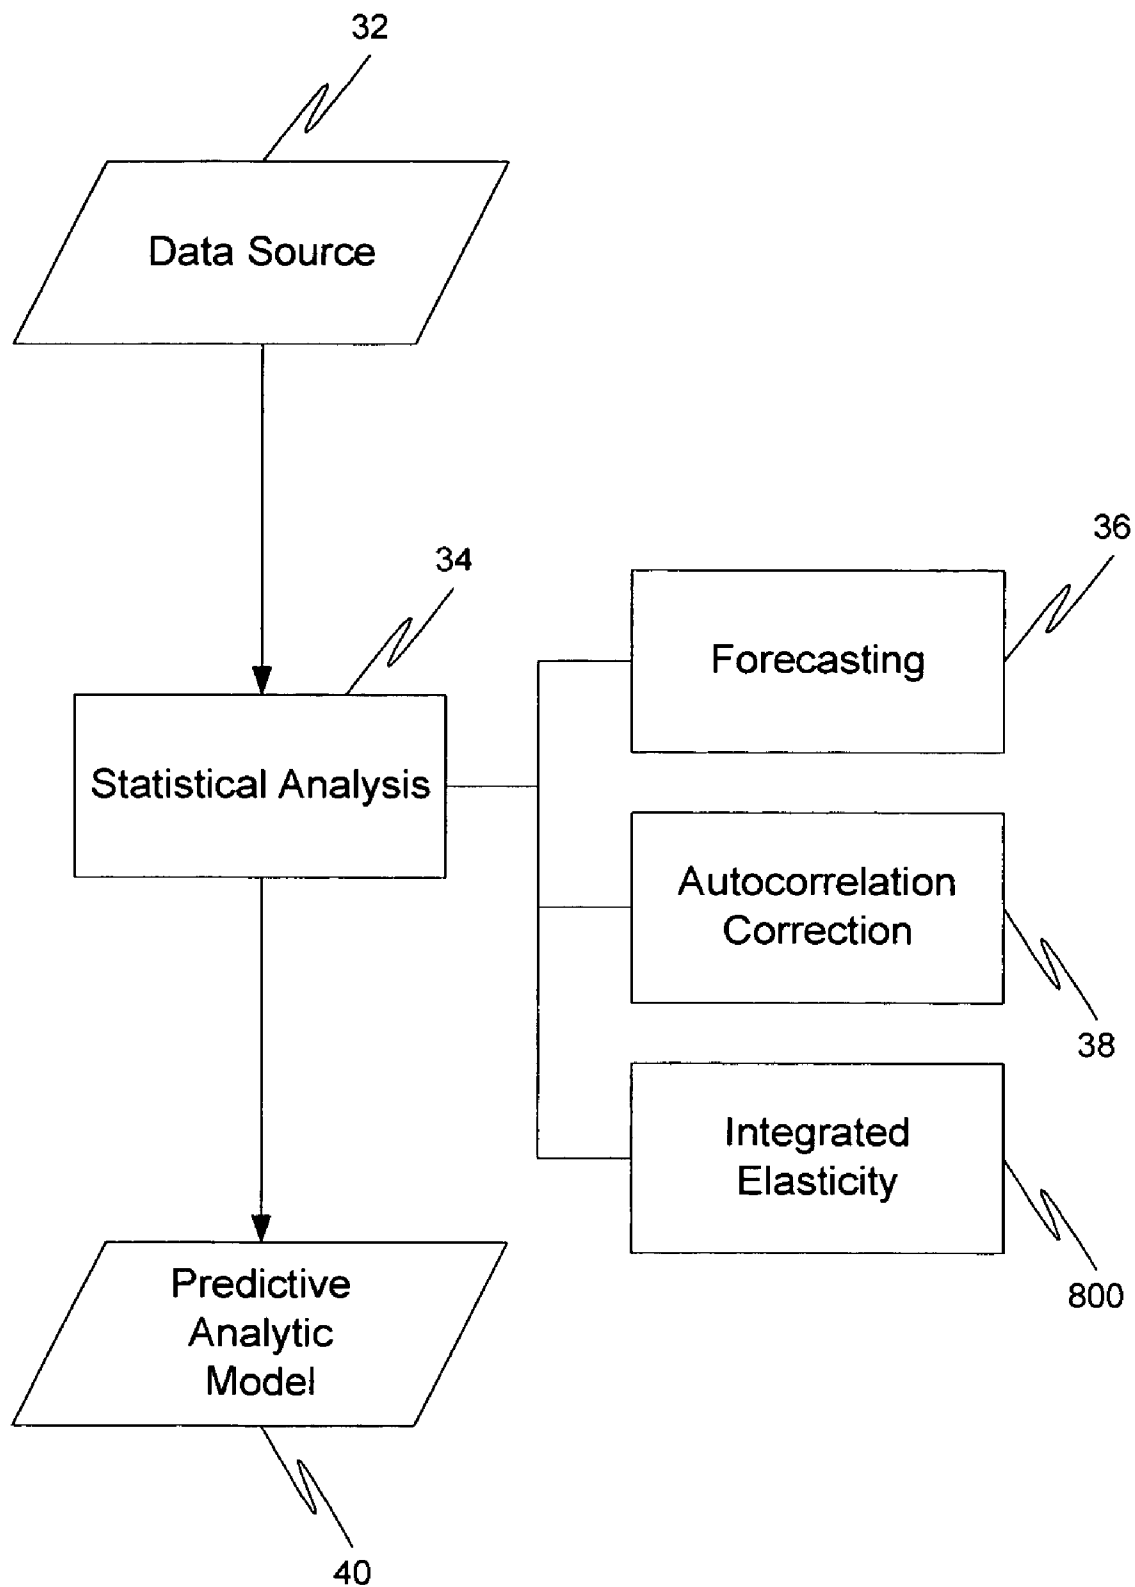 32
Data Source
36
34
Forecasting
Statistical Analysis
Autocorrelation
Correction
38
Integrated
Elasticity
800
Predictive
Analytic
Model
40